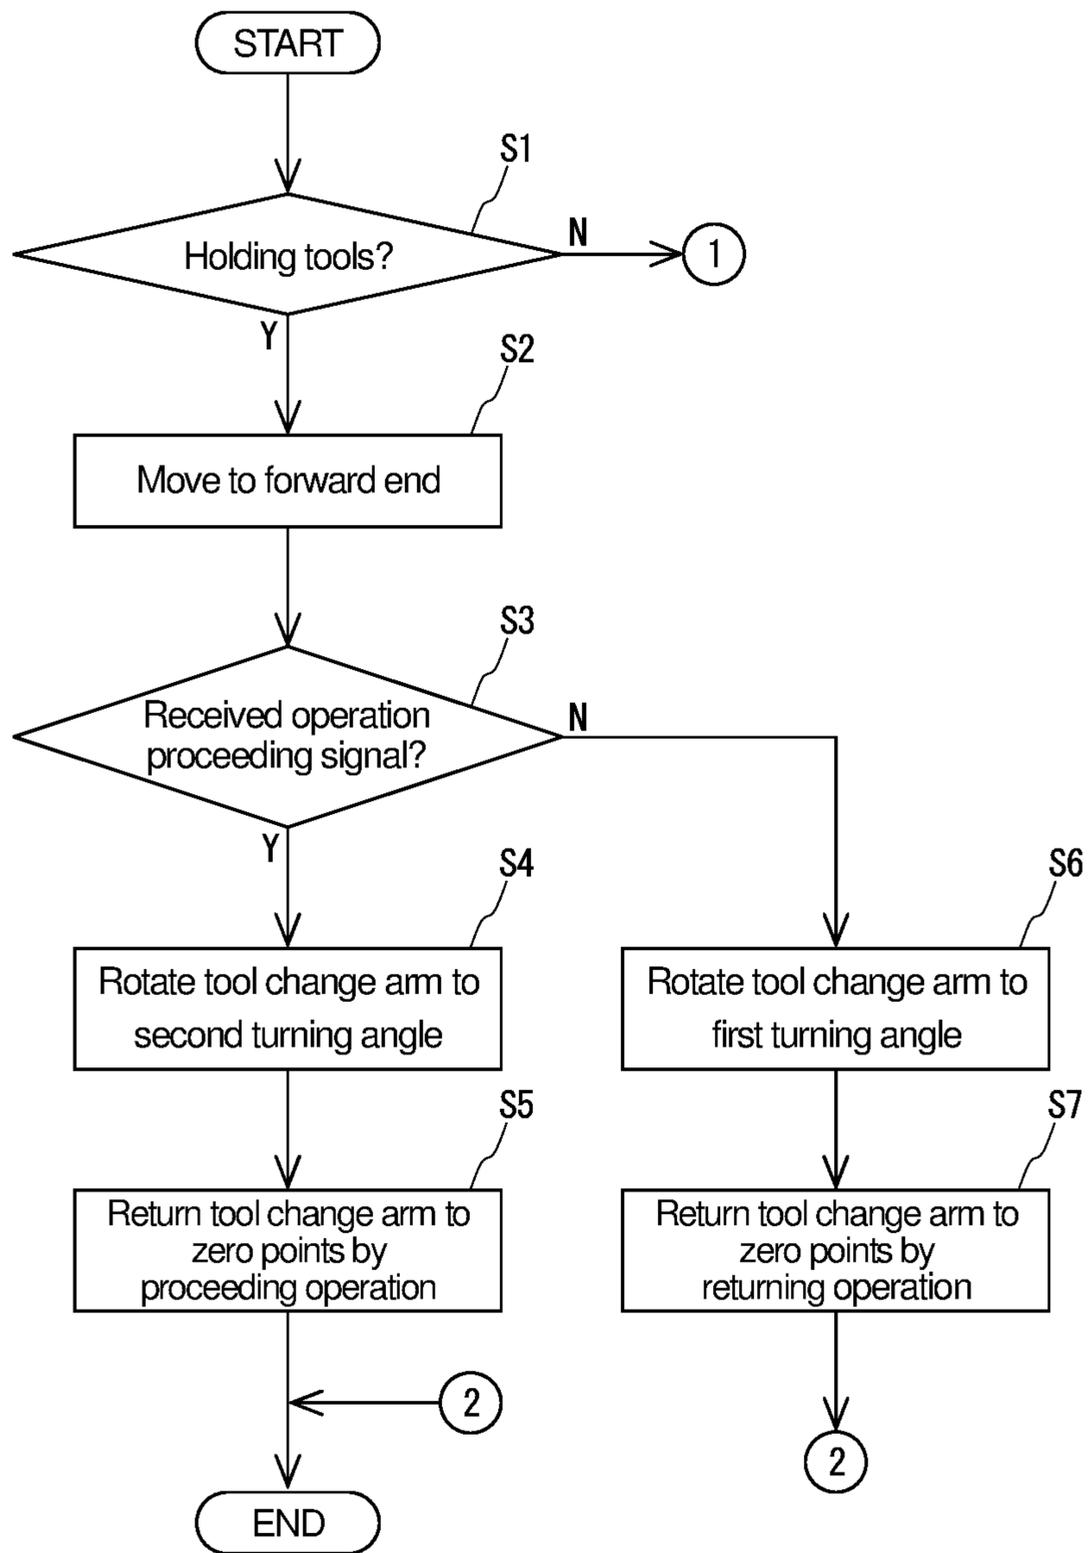 START
S1
Holding tools?
N
1
Y
S2
Move to forward end
S3
Received operation
proceeding signal?
N
Y
S4
Rotate tool change arm to
second turning angle
S6
Rotate tool change arm to
first turning angle
S5
Return tool change arm to
zero points by
proceeding operation
S7
Return tool change arm to
zero points by
returning operation
2
2
END